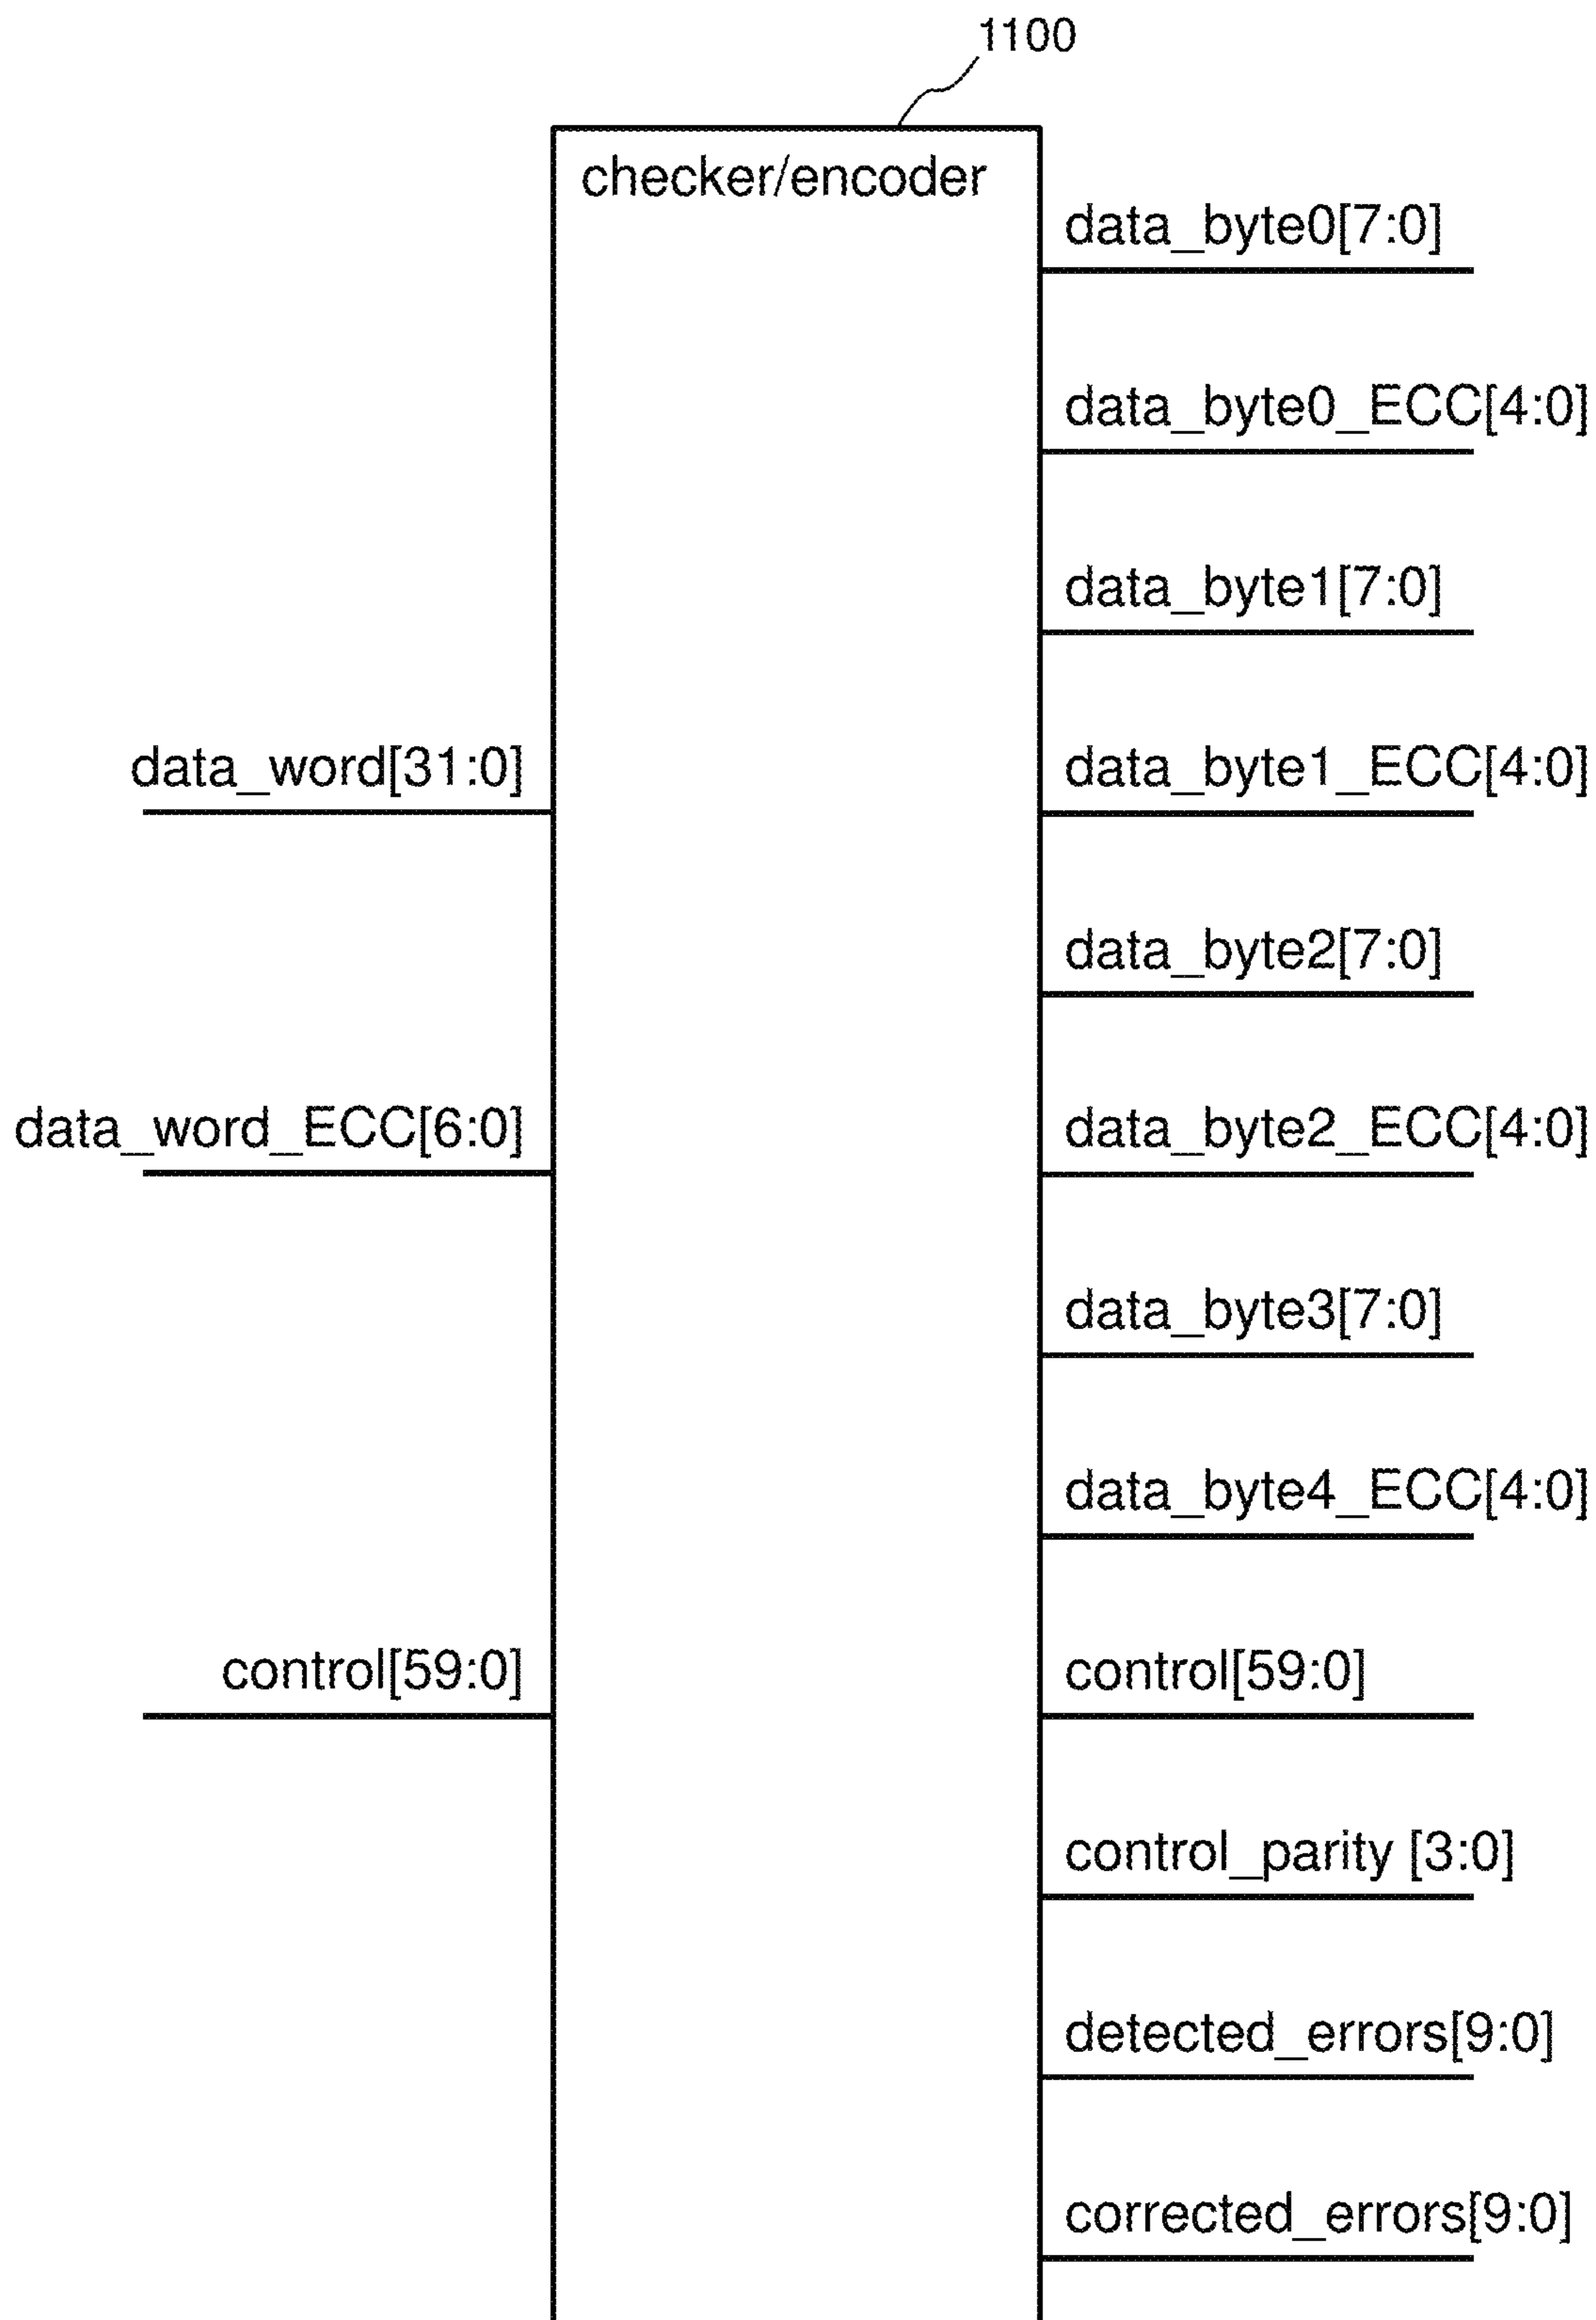 1100
checker/encoder
data_byte0[7:0]
data_byte0_ECC[4:0]
data_byte1[7:0]
data_word[31:0]
data_byte1_ECC[4:0]
data_byte2[7:0]
data_word_ECC[6:0]
data_byte2_ECC[4:0]
data_byte3[7:0]
data_byte4_ECC[4:0]
control[59:0]
control[59:0]
control_parity [3:0]
detected_errors[9:0]
corrected_errors[9:0]